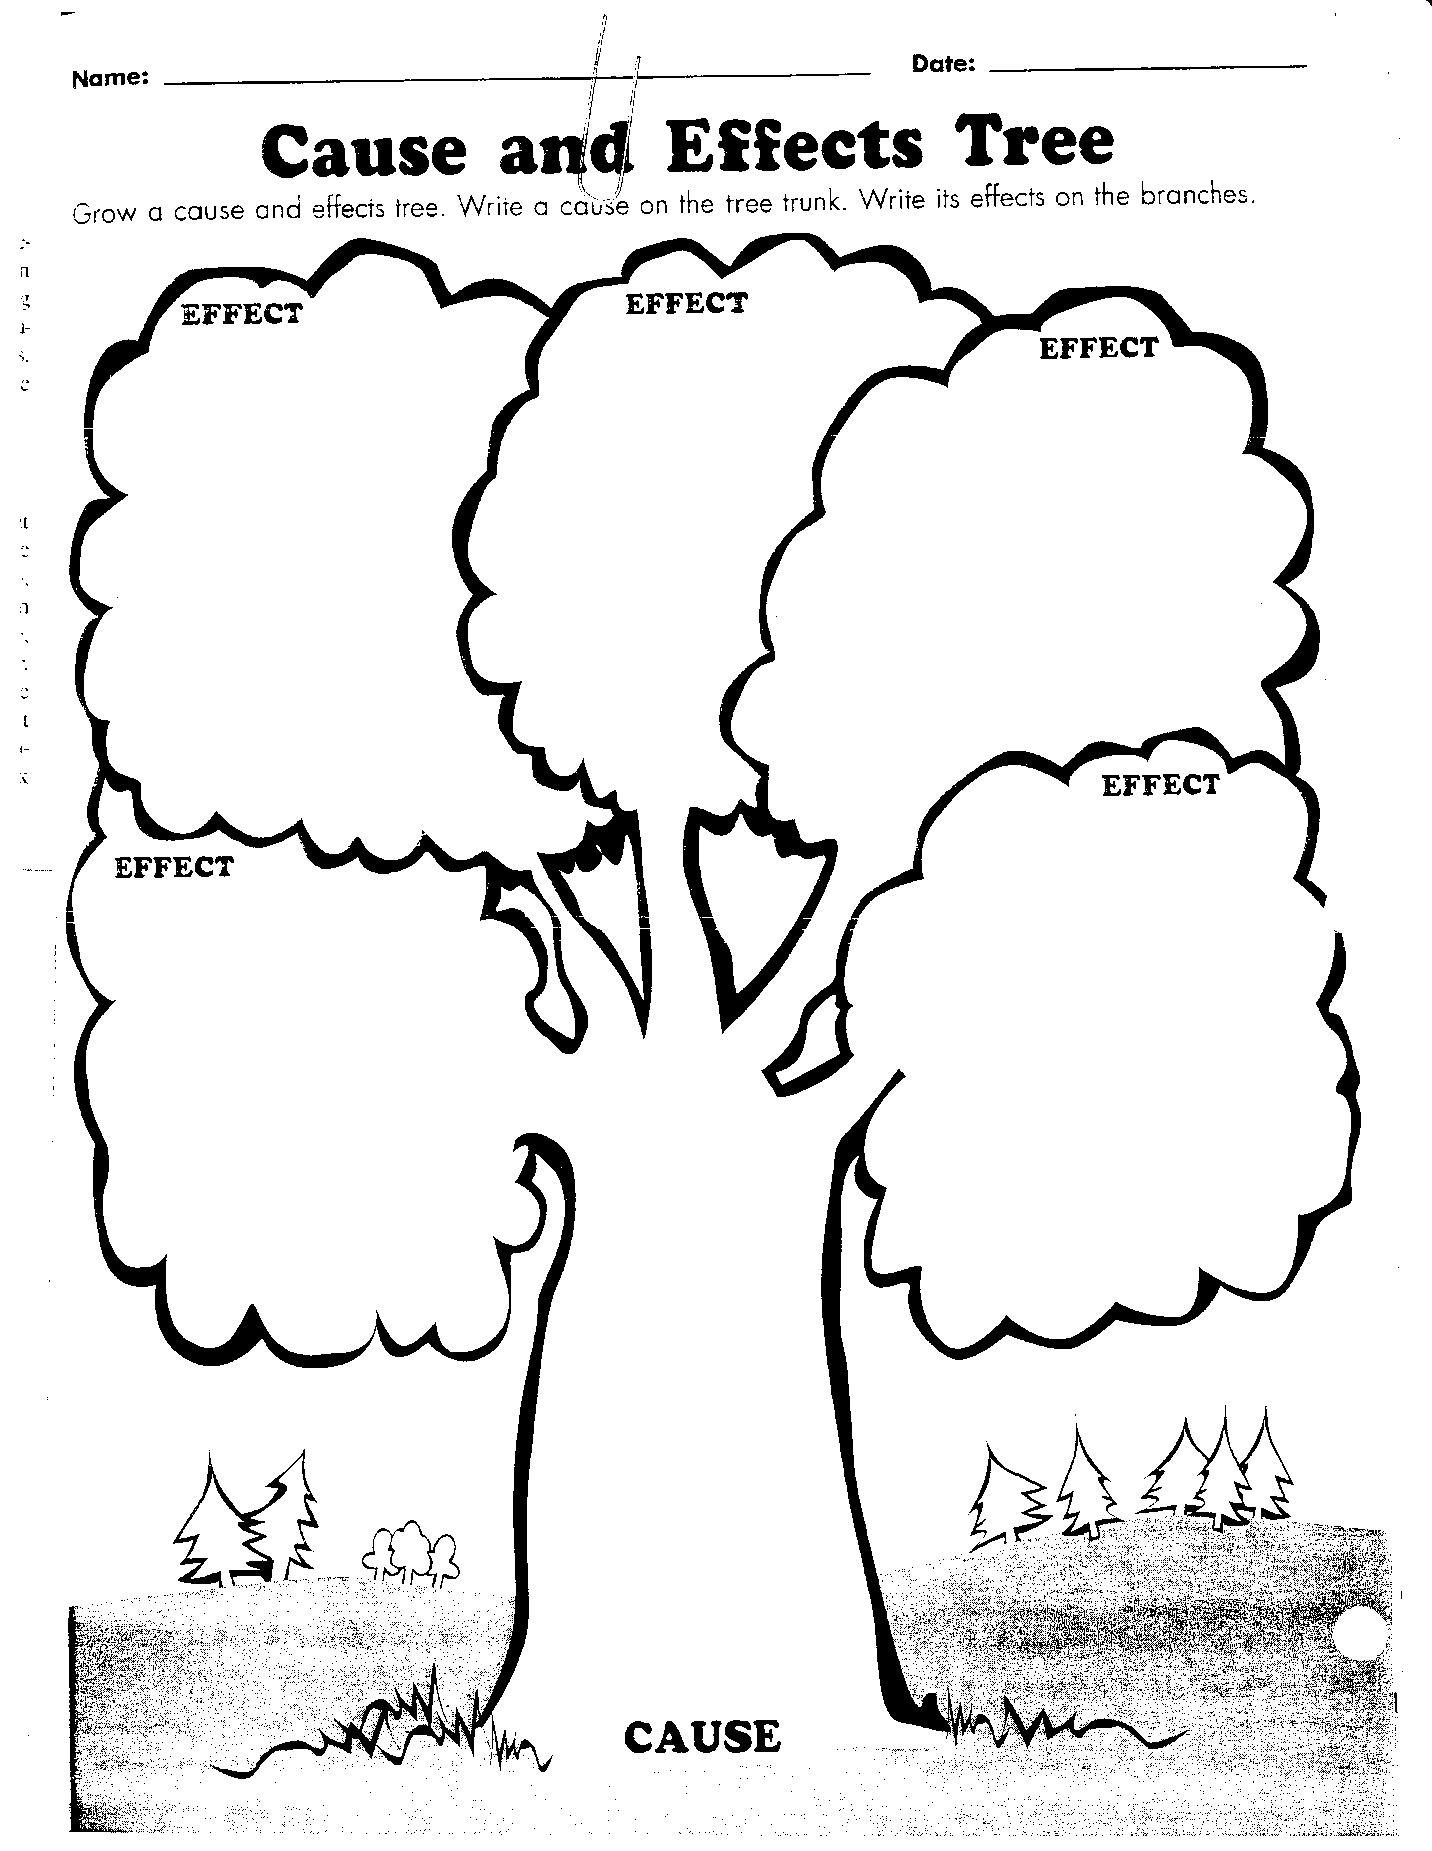 Name: Date:
Cause and Effects Tree
Grow a cause and effects tree. Write a cause on the tree trunk. Write its effects on the branches.
EFFECT
EFFECT
EFFECT
EFFECT
EFFECT
CAUSE